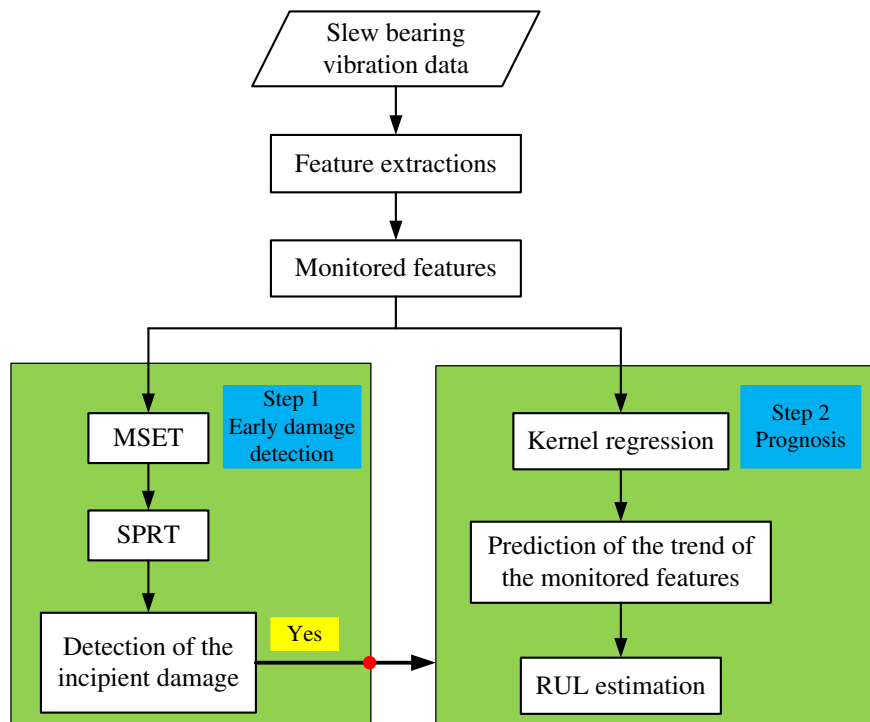 Slew bearing
vibration data
Feature extractions
Monitored features
Step 1
Early damage
detection
MSET
SPRT
Detection of the
incipient damage
Yes
Step 2
Prognosis
Kernel regression
Prediction of the trend of
the monitored features
RUL estimation